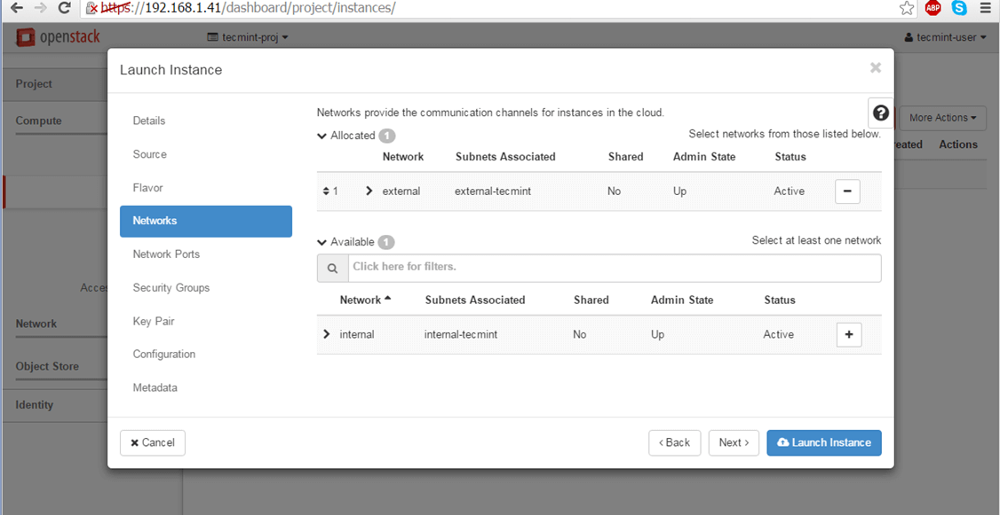 https://192.168.1.41/dashboard/project/instances/
ABP
openstack
tecmint-proj
tecmint-user
Launch Instance
Project
Compute
Network
Object Store
Identity
Details
Source
Flavor
Networks
Network Ports
Security Groups
Key Pair
Configuration
Metadata
Networks provide the communication channels for instances in the cloud.
Allocated 1
Select networks from those listed below.
Network Subnets Associated Shared Admin State Status
1 external external-tecmint No Up Active
Available 1
Select at least one network
Click here for filters.
Network Subnets Associated Shared Admin State Status
internal internal-tecmint No Up Active
More Actions
Actions
Cancel
Back
Next
Launch Instance